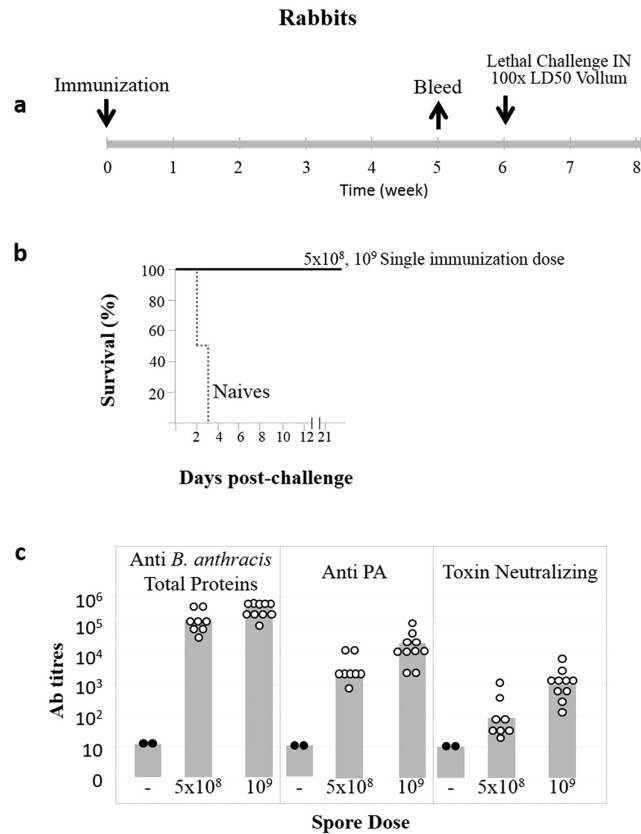 Rabbits
a
Immunization
Bleed
Lethal Challenge IN
100x LD50 Vollum
0 1 2 3 4 5 6 7 8
Time (week)
b
5x10⁸, 10⁹ Single immunization dose
100
80
60
40
20
Survival (%)
Naives
2 4 6 8 10 12 21
Days post-challenge
c
Anti B. anthracis
Total Proteins
Anti PA
Toxin Neutralizing
Ab titres
10⁶
10⁵
10⁴
10³
10²
10
0
- 5x10⁸ 10⁹ - 5x10⁸ 10⁹ - 5x10⁸ 10⁹
Spore Dose